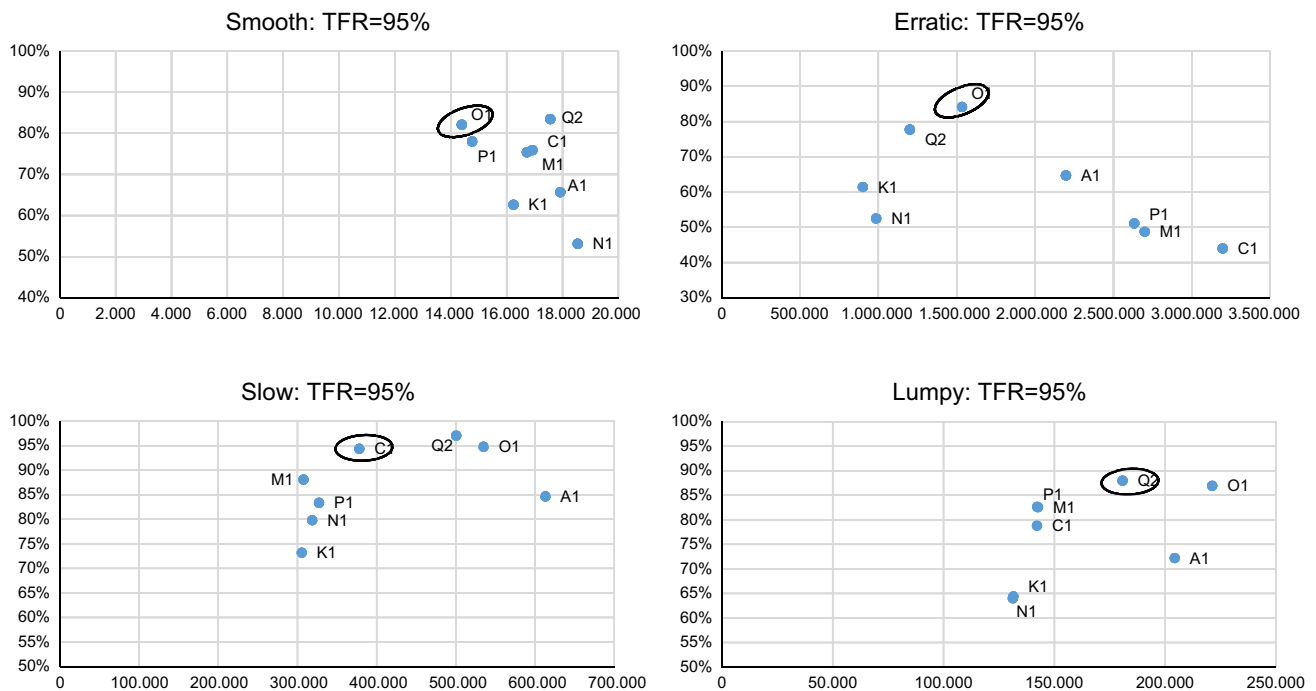 Smooth: TFR=95%
100%
90%
80%
70%
60%
50%
40%
O1
Q2
P1
C1
M1
A1
K1
N1
0 2.000 4.000 6.000 8.000 10.000 12.000 14.000 16.000 18.000 20.000
Erratic: TFR=95%
100%
90%
80%
70%
60%
50%
40%
30%
O
Q2
K1
A1
N1
P1
M1
C1
0 500.000 1.000.000 1.500.000 2.000.000 2.500.000 3.000.000 3.500.000
Slow: TFR=95%
100%
95%
90%
85%
80%
75%
70%
65%
60%
55%
50%
C1
Q2
O1
M1
P1
A1
N1
K1
0 100.000 200.000 300.000 400.000 500.000 600.000 700.000
Lumpy: TFR=95%
100%
95%
90%
85%
80%
75%
70%
65%
60%
55%
50%
Q2
O1
P1
M1
C1
A1
K1
N1
0 50.000 100.000 150.000 200.000 250.000